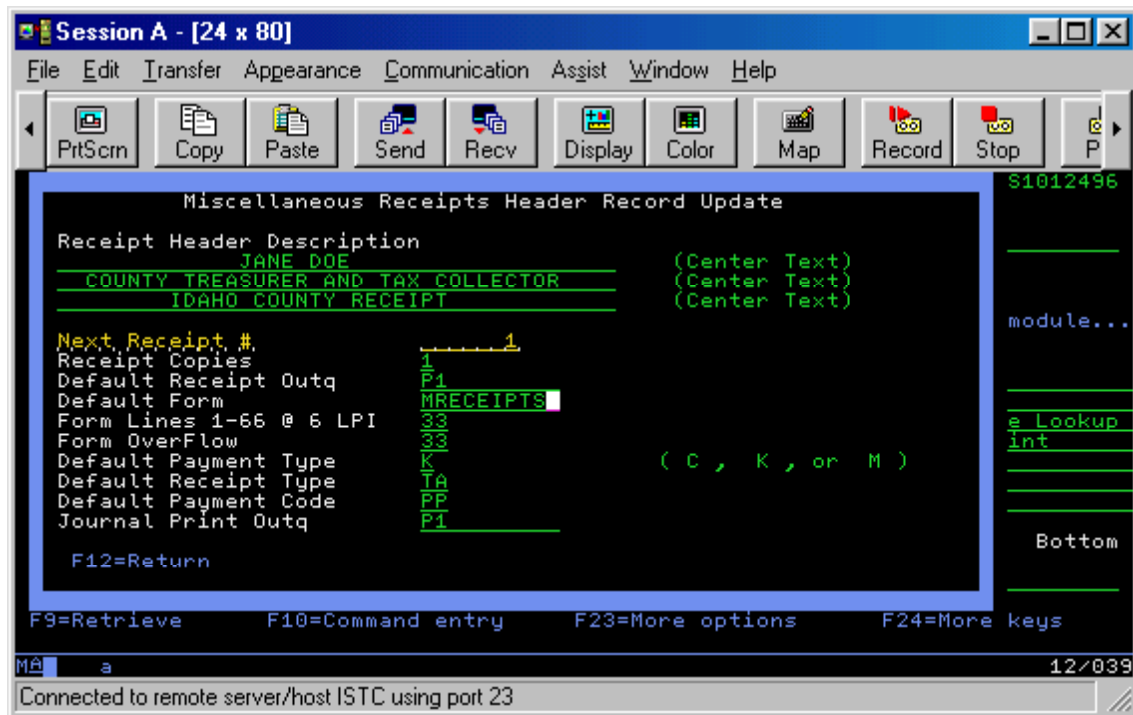 Session A - [24 x 80]
File Edit Transfer Appearance Communication Assist Window Help
PrtScrn Copy Paste Send Recv Display Color Map Record Stop P
S1012496
Miscellaneous Receipts Header Record Update
Receipt Header Description
JANE DOE (Center Text)
COUNTY TREASURER AND TAX COLLECTOR (Center Text)
IDAHO COUNTY RECEIPT (Center Text)
module...
Next Receipt # 1
Receipt Copies 1
Default Receipt Outq P1
Default Form MRECEIPTS
Form Lines 1-66 @ 6 LPI 33 e Lookup
Form OverFlow 33 int
Default Payment Type K ( C , K , or M )
Default Receipt Type TA
Default Payment Code PP
Journal Print Outq P1
Bottom
F12=Return
F9=Retrieve F10=Command entry F23=More options F24=More keys
MA a 12/039
Connected to remote server/host ISTC using port 23